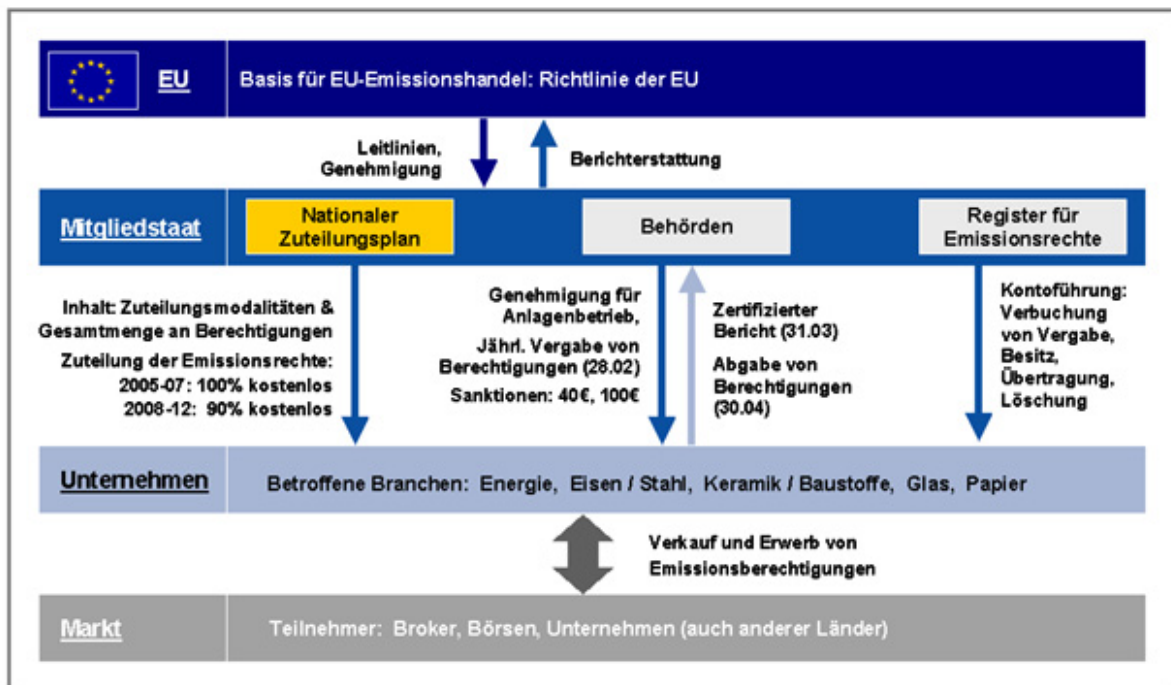 EU
Basis für EU-Emissionshandel: Richtlinie der EU
Leitlinien,
Genehmigung
Berichterstattung
Mitgliedstaat
Nationaler
Zuteilungsplan
Behörden
Register für
Emissionsrechte
Inhalt: Zuteilungsmodalitäten &
Gesamtmenge an Berechtigungen
Zuteilung der Emissionsrechte:
2005-07: 100% kostenlos
2008-12: 90% kostenlos
Genehmigung für
Anlagenbetrieb,
Jährl. Vergabe von
Berechtigungen (28.02)
Sanktionen: 40€, 100€
Zertifizierter
Bericht (31.03)
Abgabe von
Berechtigungen
(30.04)
Kontoführung:
Verbuchung
von Vergabe,
Besitz,
Übertragung,
Löschung
Unternehmen
Betroffene Branchen: Energie, Eisen / Stahl, Keramik / Baustoffe, Glas, Papier
Verkauf und Erwerb von
Emissionsberechtigungen
Markt
Teilnehmer: Broker, Börsen, Unternehmen (auch anderer Länder)